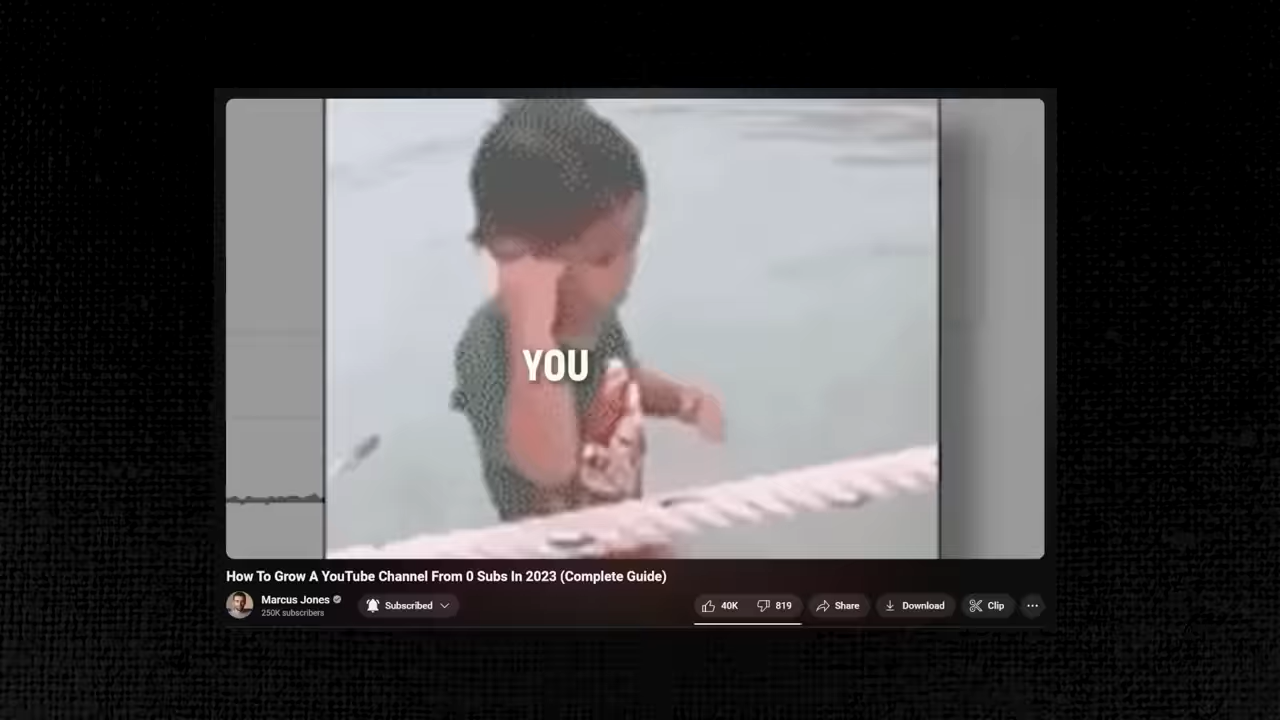 YOU
How To Grow A YouTube Channel From 0 Subs In 2023 (Complete Guide)
Marcus Jones
250K subscribers
Subscribed
40K
819
Share
Download
Clip